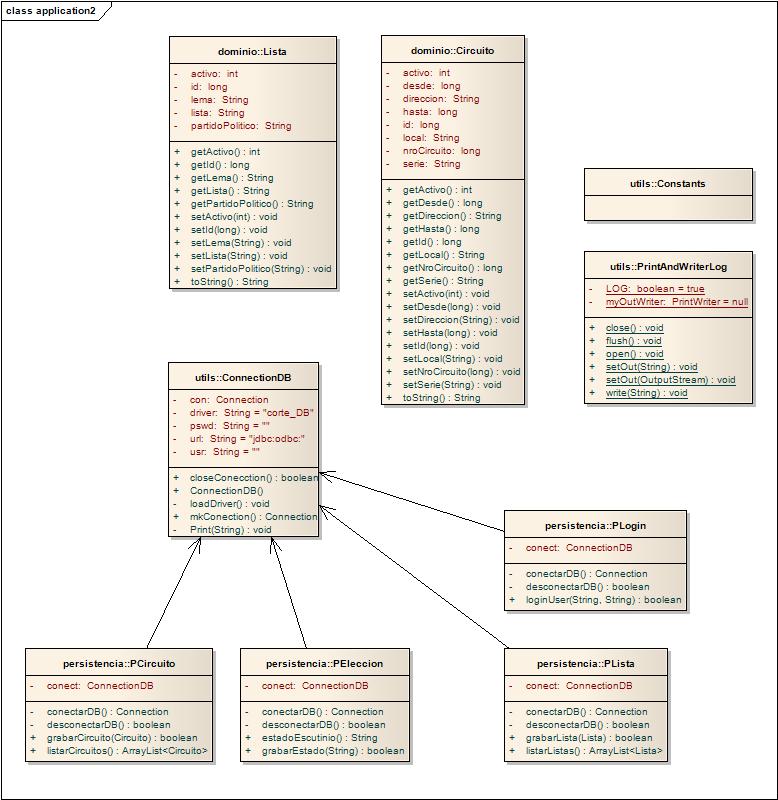 class application2
dominio::Lista
- activo: int
- id: long
- lema: String
- lista: String
- partidoPolitico: String
+ getActivo() : int
+ getId() : long
+ getLema() : String
+ getLista() : String
+ getPartidoPolitico() : String
+ setActivo(int) : void
+ setId(long) : void
+ setLema(String) : void
+ setLista(String) : void
+ setPartidoPolitico(String) : void
+ toString() : String
dominio::Circuito
- activo: int
- desde: long
- direccion: String
- hasta: long
- id: long
- local: String
- nroCircuito: long
- serie: String
+ getActivo() : int
+ getDesde() : long
+ getDireccion() : String
+ getHasta() : long
+ getId() : long
+ getLocal() : String
+ getNroCircuito() : long
+ getSerie() : String
+ setActivo(int) : void
+ setDesde(long) : void
+ setDireccion(String) : void
+ setHasta(long) : void
+ setId(long) : void
+ setLocal(String) : void
+ setNroCircuito(long) : void
+ setSerie(String) : void
+ toString() : String
utils::Constants
utils::PrintAndWriterLog
- LOG: boolean = true
- myOutWriter: PrintWriter = null
+ close() : void
+ flush() : void
+ open() : void
+ setOut(String) : void
+ setOut(OutputStream) : void
+ write(String) : void
utils::ConnectionDB
- con: Connection
- driver: String = "corte_DB"
- pswd: String = ""
- url: String = "jdbc:odbc:"
- usr: String = ""
+ closeConecction() : boolean
+ ConnectionDB()
- loadDriver() : void
+ mkConection() : Connection
- Print(String) : void
persistencia::PLogin
- conect: ConnectionDB
- conectarDB() : Connection
- desconectarDB() : boolean
+ loginUser(String, String) : boolean
persistencia::PCircuito
- conect: ConnectionDB
- conectarDB() : Connection
- desconectarDB() : boolean
+ grabarCircuito(Circuito) : boolean
+ listarCircuitos() : ArrayList<Circuito>
persistencia::PEleccion
- conect: ConnectionDB
- conectarDB() : Connection
- desconectarDB() : boolean
+ estadoEscutinio() : String
+ grabarEstado(String) : boolean
persistencia::PLista
- conect: ConnectionDB
- conectarDB() : Connection
- desconectarDB() : boolean
+ grabarLista(Lista) : boolean
+ listarListas() : ArrayList<Lista>